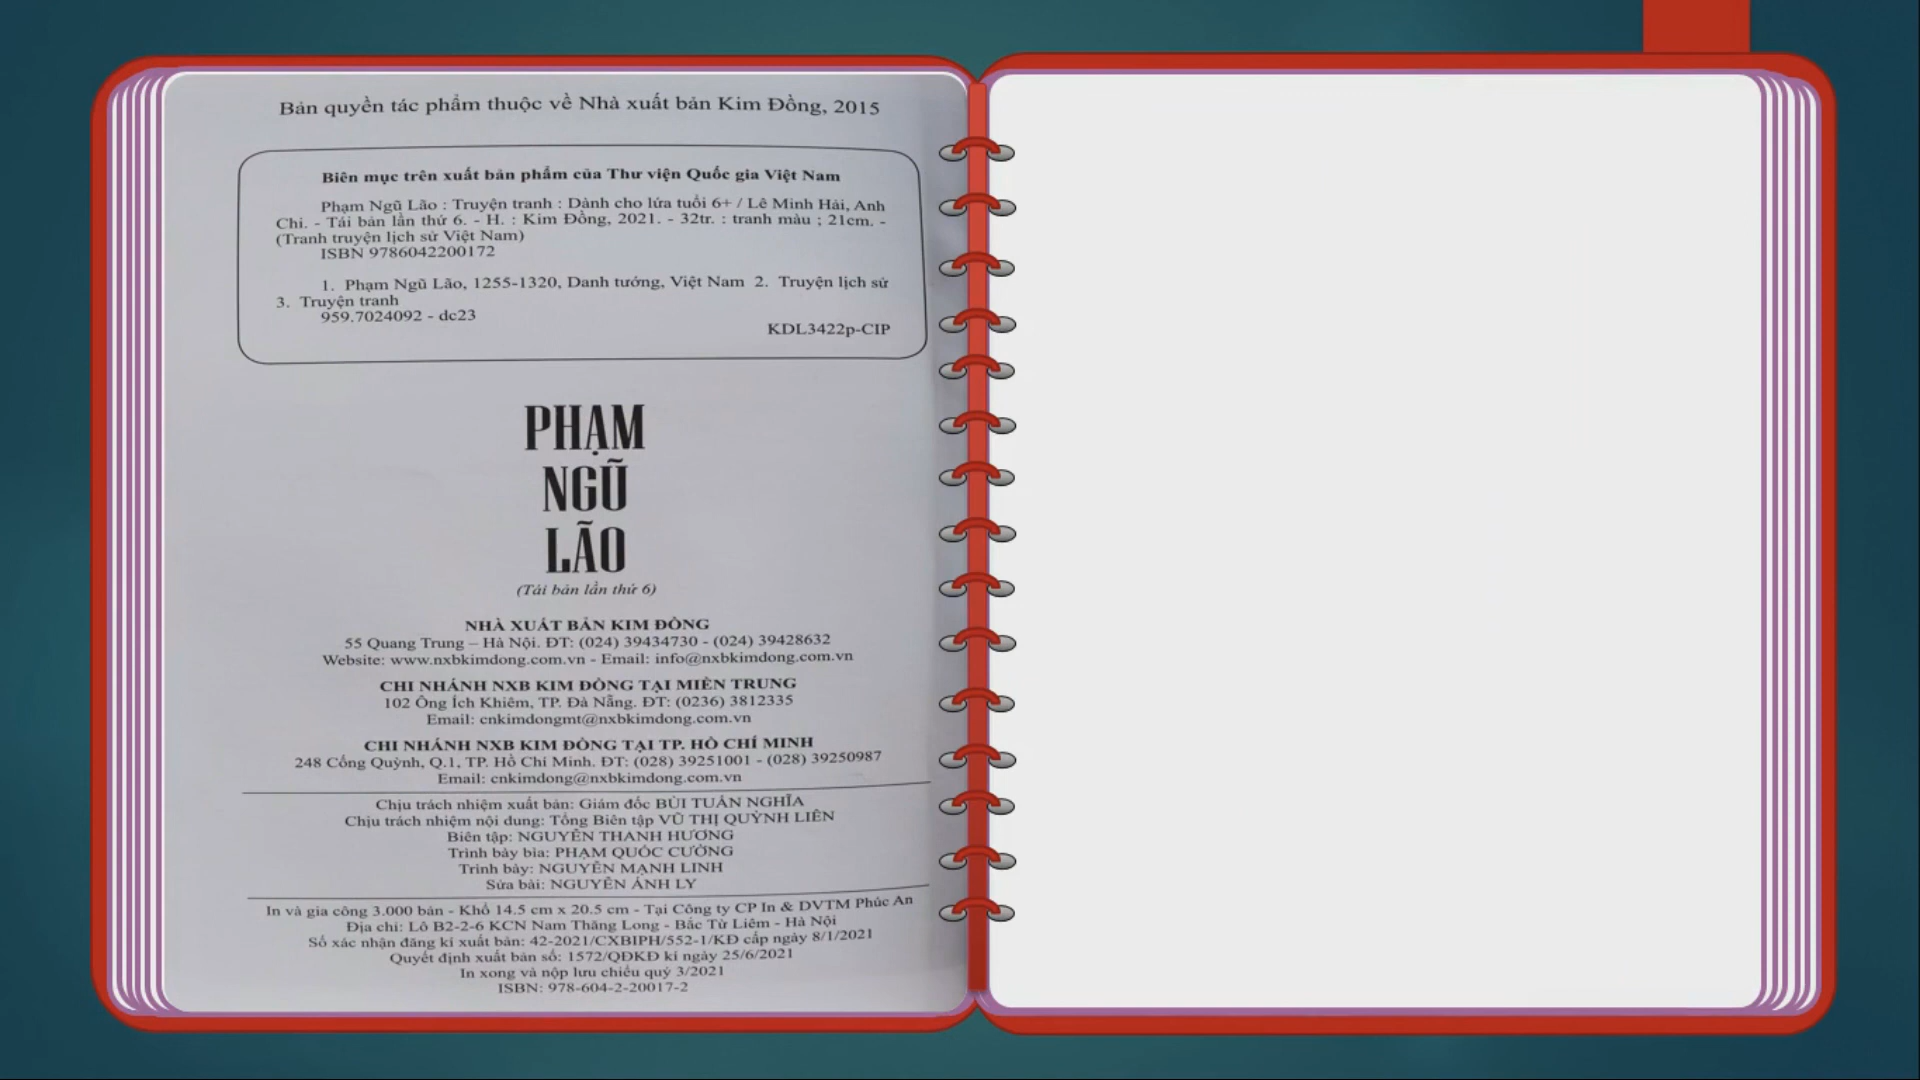 Bản quyền tác phẩm thuộc về Nhà xuất bản Kim Đồng, 2015
Biên mục trên xuất bản phẩm của Thư viện Quốc gia Việt Nam
Phạm Ngũ Lão : Truyện tranh : Dành cho lứa tuổi 6+ / Lê Minh Hải, Anh
Chi. - Tái bản lần thứ 6. - H. : Kim Đồng, 2021. - 32tr. : tranh màu ; 21cm. -
(Tranh truyện lịch sử Việt Nam)
ISBN 9786042200172
1. Phạm Ngũ Lão, 1255-1320, Danh tướng, Việt Nam 2. Truyện lịch sử
3. Truyện tranh
959.7024092 - dc23
KDL3422p-CIP
PHẠM
NGŨ
LÃO
(Tái bản lần thứ 6)
NHÀ XUẤT BẢN KIM ĐỒNG
55 Quang Trung – Hà Nội. ĐT: (024) 39434730 - (024) 39428632
Website: www.nxbkimdong.com.vn - Email: info@nxbkimdong.com.vn
CHI NHÁNH NXB KIM ĐỒNG TẠI MIỀN TRUNG
102 Ông Ích Khiêm, TP. Đà Nẵng. ĐT: (0236) 3812335
Email: cnkimdongmt@nxbkimdong.com.vn
CHI NHÁNH NXB KIM ĐỒNG TẠI TP. HỒ CHÍ MINH
248 Cống Quỳnh, Q.1, TP. Hồ Chí Minh. ĐT: (028) 39251001 - (028) 39250987
Email: cnkimdong@nxbkimdong.com.vn
Chịu trách nhiệm xuất bản: Giám đốc BÙI TUẤN NGHĨA
Chịu trách nhiệm nội dung: Tổng Biên tập VŨ THỊ QUỲNH LIÊN
Biên tập: NGUYỄN THANH HƯƠNG
Trình bày bìa: PHẠM QUỐC CƯỜNG
Trình bày: NGUYỄN MẠNH LINH
Sửa bài: NGUYỄN ÁNH LY
In và gia công 3.000 bản - Khổ 14.5 cm x 20.5 cm - Tại Công ty CP In & DVTM Phúc An
Địa chỉ: Lô B2-2-6 KCN Nam Thăng Long - Bắc Từ Liêm - Hà Nội
Số xác nhận đăng kí xuất bản: 42-2021/CXBIPH/552-1/KĐ cấp ngày 8/1/2021
Quyết định xuất bản số: 1572/QĐKĐ kí ngày 25/6/2021
In xong và nộp lưu chiểu quý 3/2021
ISBN: 978-604-2-20017-2